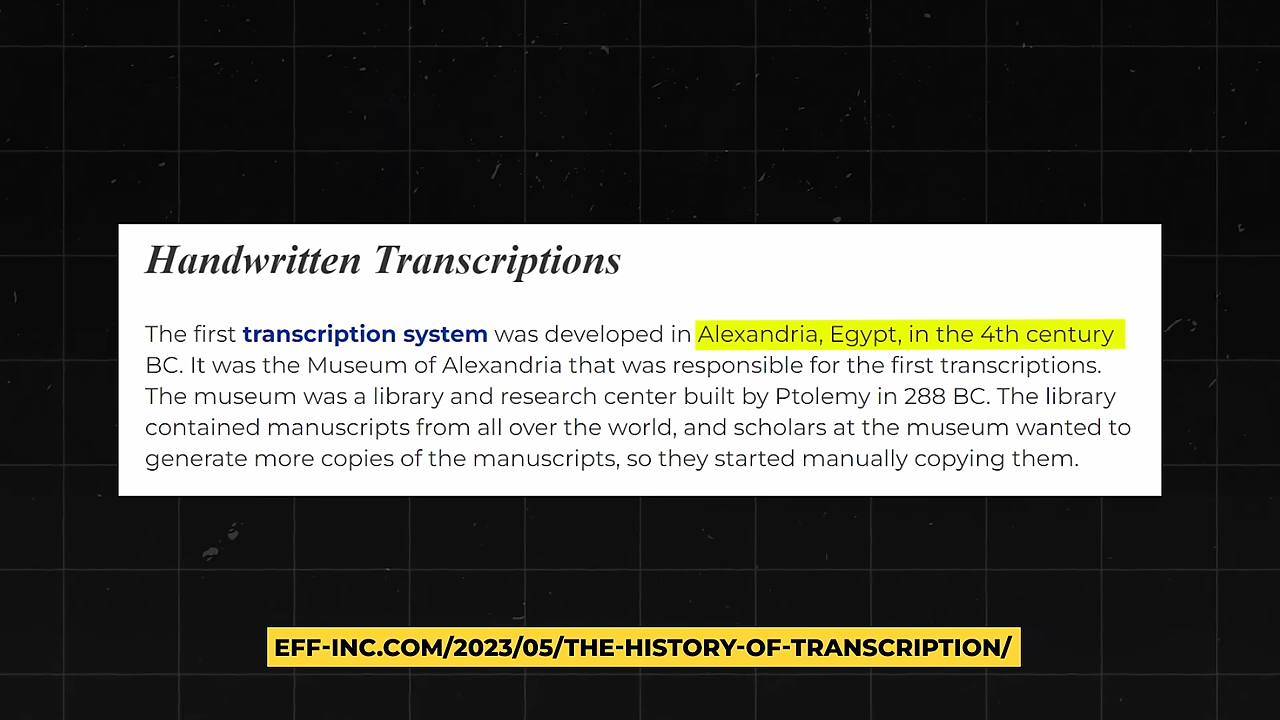 Handwritten Transcriptions
The first transcription system was developed in Alexandria, Egypt, in the 4th century
BC. It was the Museum of Alexandria that was responsible for the first transcriptions.
The museum was a library and research center built by Ptolemy in 288 BC. The library
contained manuscripts from all over the world, and scholars at the museum wanted to
generate more copies of the manuscripts, so they started manually copying them.
EFF-INC.COM/2023/05/THE-HISTORY-OF-TRANSCRIPTION/